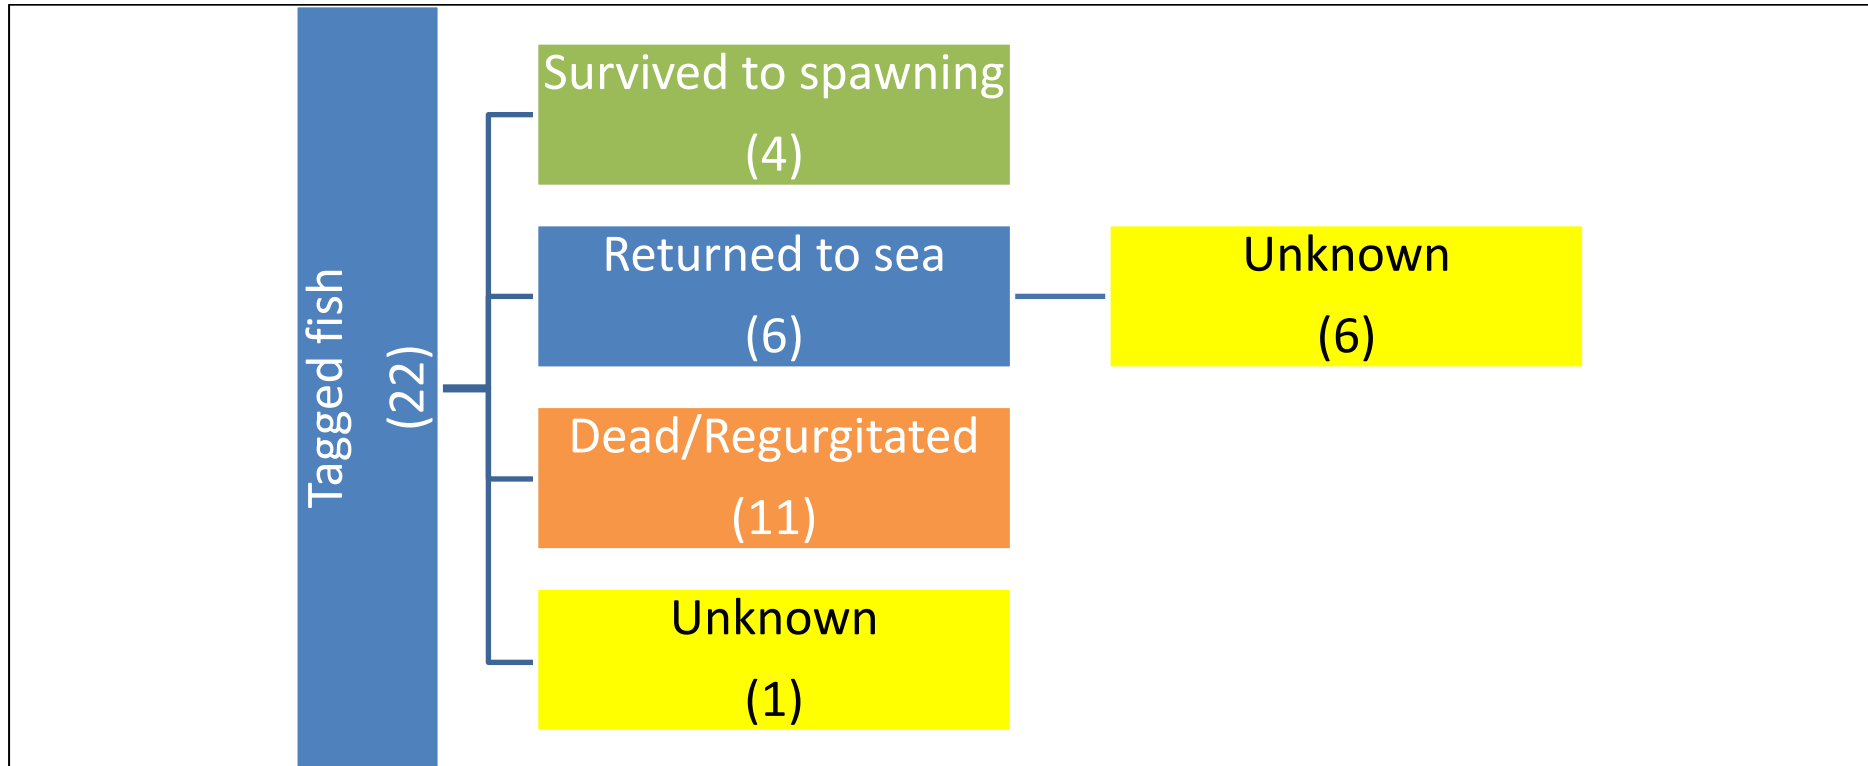 Tagged fish
(22)
Survived to spawning
(4)
Returned to sea
(6)
Unknown
(6)
Dead/Regurgitated
(11)
Unknown
(1)